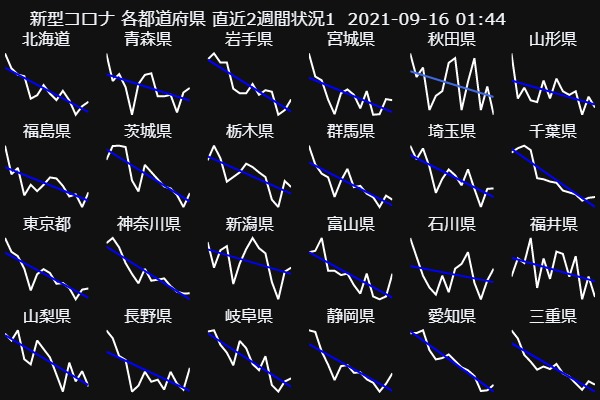 新型コロナ 各都道府県 直近2週間状況1 2021-09-16 01:44
北海道 青森県 岩手県 宮城県 秋田県 山形県
福島県 茨城県 栃木県 群馬県 埼玉県 千葉県
東京都 神奈川県 新潟県 富山県 石川県 福井県
山梨県 長野県 岐阜県 静岡県 愛知県 三重県